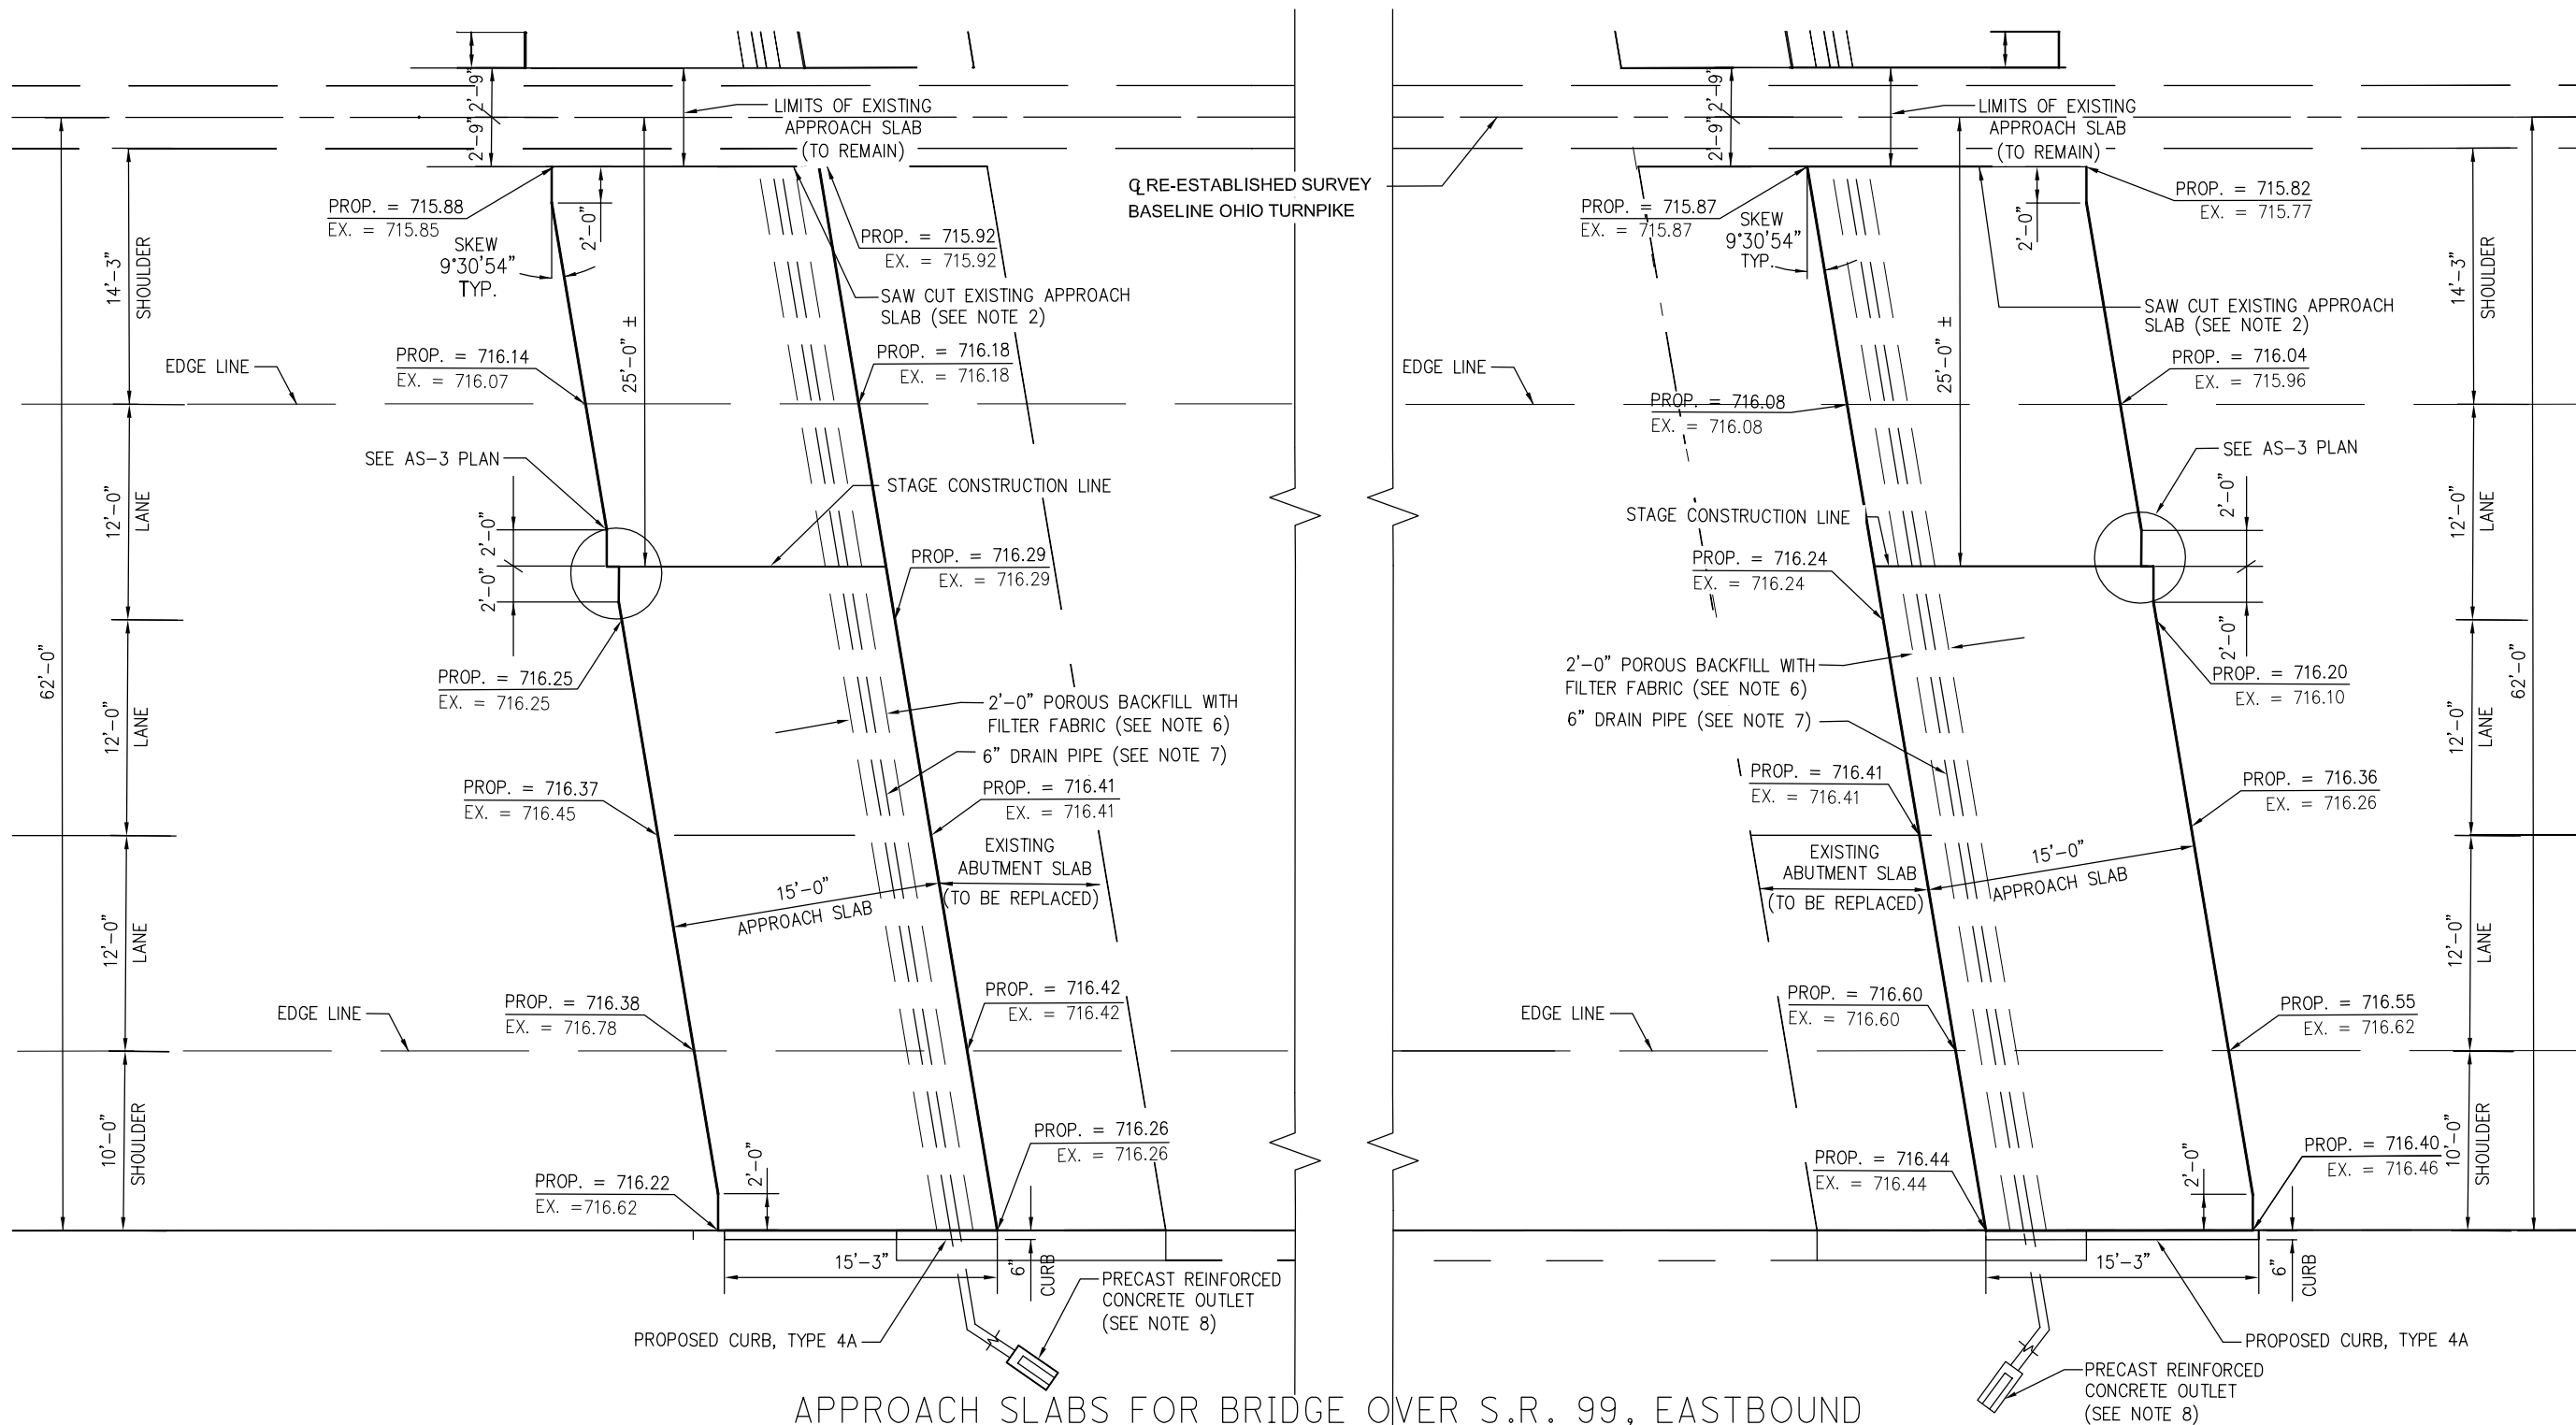 2'-9"
2'-9"
LIMITS OF EXISTING
APPROACH SLAB
(TO REMAIN)
PROP. = 715.88
EX. = 715.85
SKEW
9°30'54"
TYP.
2'-0"
PROP. = 715.92
EX. = 715.92
SAW CUT EXISTING APPROACH
SLAB (SEE NOTE 2)
14'-3"
SHOULDER
25'-0" ±
EDGE LINE
PROP. = 716.14
EX. = 716.07
PROP. = 716.18
EX. = 716.18
SEE AS-3 PLAN
STAGE CONSTRUCTION LINE
12'-0"
LANE
2'-0"
2'-0"
PROP. = 716.29
EX. = 716.29
62'-0"
PROP. = 716.25
EX. = 716.25
12'-0"
LANE
2'-0" POROUS BACKFILL WITH
FILTER FABRIC (SEE NOTE 6)
6" DRAIN PIPE (SEE NOTE 7)
PROP. = 716.37
EX. = 716.45
PROP. = 716.41
EX. = 716.41
EXISTING
ABUTMENT SLAB
(TO BE REPLACED)
15'-0"
APPROACH SLAB
12'-0"
LANE
PROP. = 716.38
EX. = 716.78
PROP. = 716.42
EX. = 716.42
EDGE LINE
10'-0"
SHOULDER
PROP. = 716.26
EX. = 716.26
PROP. = 716.22
EX. =716.62
2'-0"
15'-3"
6"
CURB
PRECAST REINFORCED
CONCRETE OUTLET
(SEE NOTE 8)
PROPOSED CURB, TYPE 4A
℄ RE-ESTABLISHED SURVEY
BASELINE OHIO TURNPIKE
2'-9"
2'-9"
LIMITS OF EXISTING
APPROACH SLAB
(TO REMAIN)
PROP. = 715.87
EX. = 715.87
SKEW
9°30'54"
TYP.
2'-0"
PROP. = 715.82
EX. = 715.77
SAW CUT EXISTING APPROACH
SLAB (SEE NOTE 2)
14'-3"
SHOULDER
25'-0" ±
EDGE LINE
PROP. = 716.08
EX. = 716.08
PROP. = 716.04
EX. = 715.96
SEE AS-3 PLAN
STAGE CONSTRUCTION LINE
2'-0"
2'-0"
12'-0"
LANE
PROP. = 716.24
EX. = 716.24
PROP. = 716.20
EX. = 716.10
62'-0"
2'-0" POROUS BACKFILL WITH
FILTER FABRIC (SEE NOTE 6)
6" DRAIN PIPE (SEE NOTE 7)
12'-0"
LANE
PROP. = 716.41
EX. = 716.41
PROP. = 716.36
EX. = 716.26
EXISTING
ABUTMENT SLAB
(TO BE REPLACED)
15'-0"
APPROACH SLAB
12'-0"
LANE
PROP. = 716.60
EX. = 716.60
PROP. = 716.55
EX. = 716.62
EDGE LINE
PROP. = 716.44
EX. = 716.44
PROP. = 716.40
EX. = 716.46
10'-0"
SHOULDER
2'-0"
15'-3"
6"
CURB
PROPOSED CURB, TYPE 4A
PRECAST REINFORCED
CONCRETE OUTLET
(SEE NOTE 8)
APPROACH SLABS FOR BRIDGE OVER S.R. 99, EASTBOUND